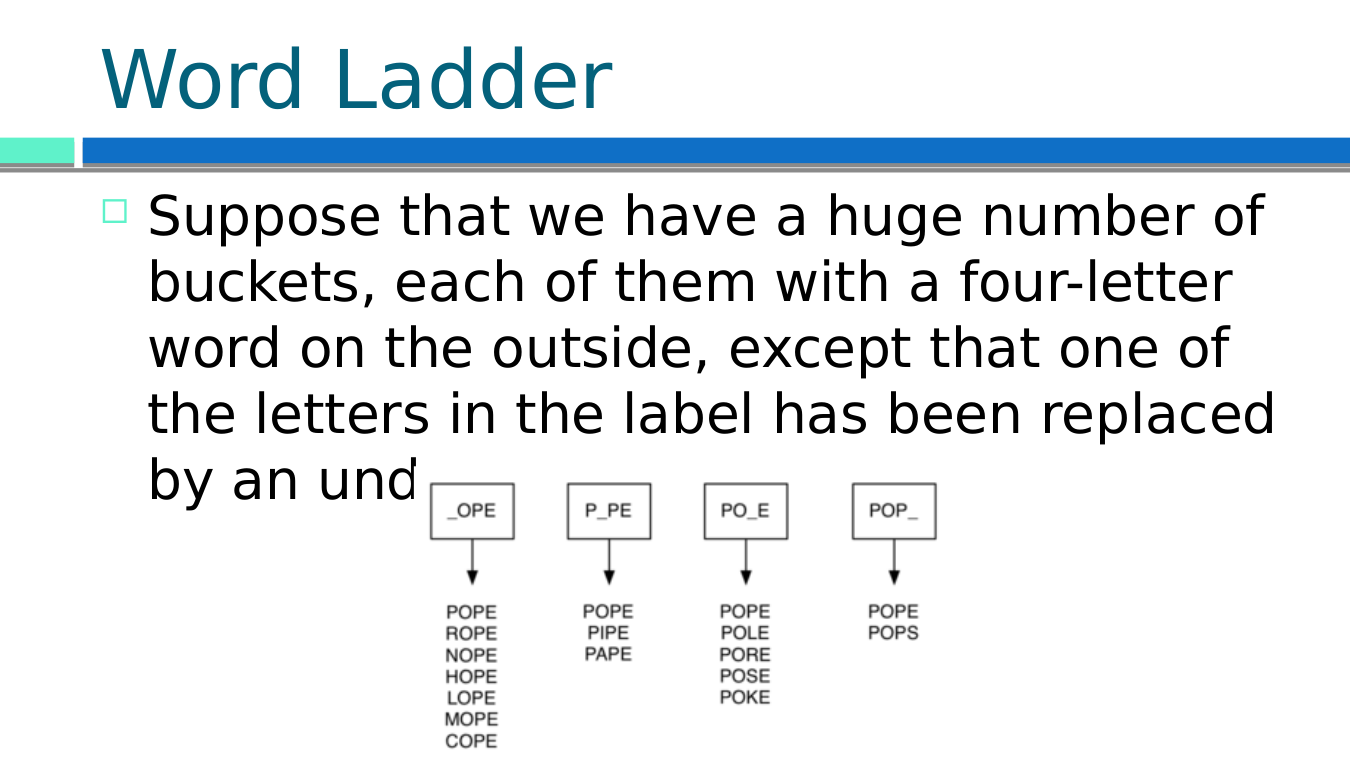 Word Ladder
Suppose that we have a huge number of
buckets, each of them with a four-letter
word on the outside, except that one of
the letters in the label has been replaced
by an und
_OPE P_PE PO_E POP_
POPE POPE POPE POPE
ROPE PIPE POLE POPS
NOPE PAPE PORE
HOPE POSE
LOPE POKE
MOPE
COPE